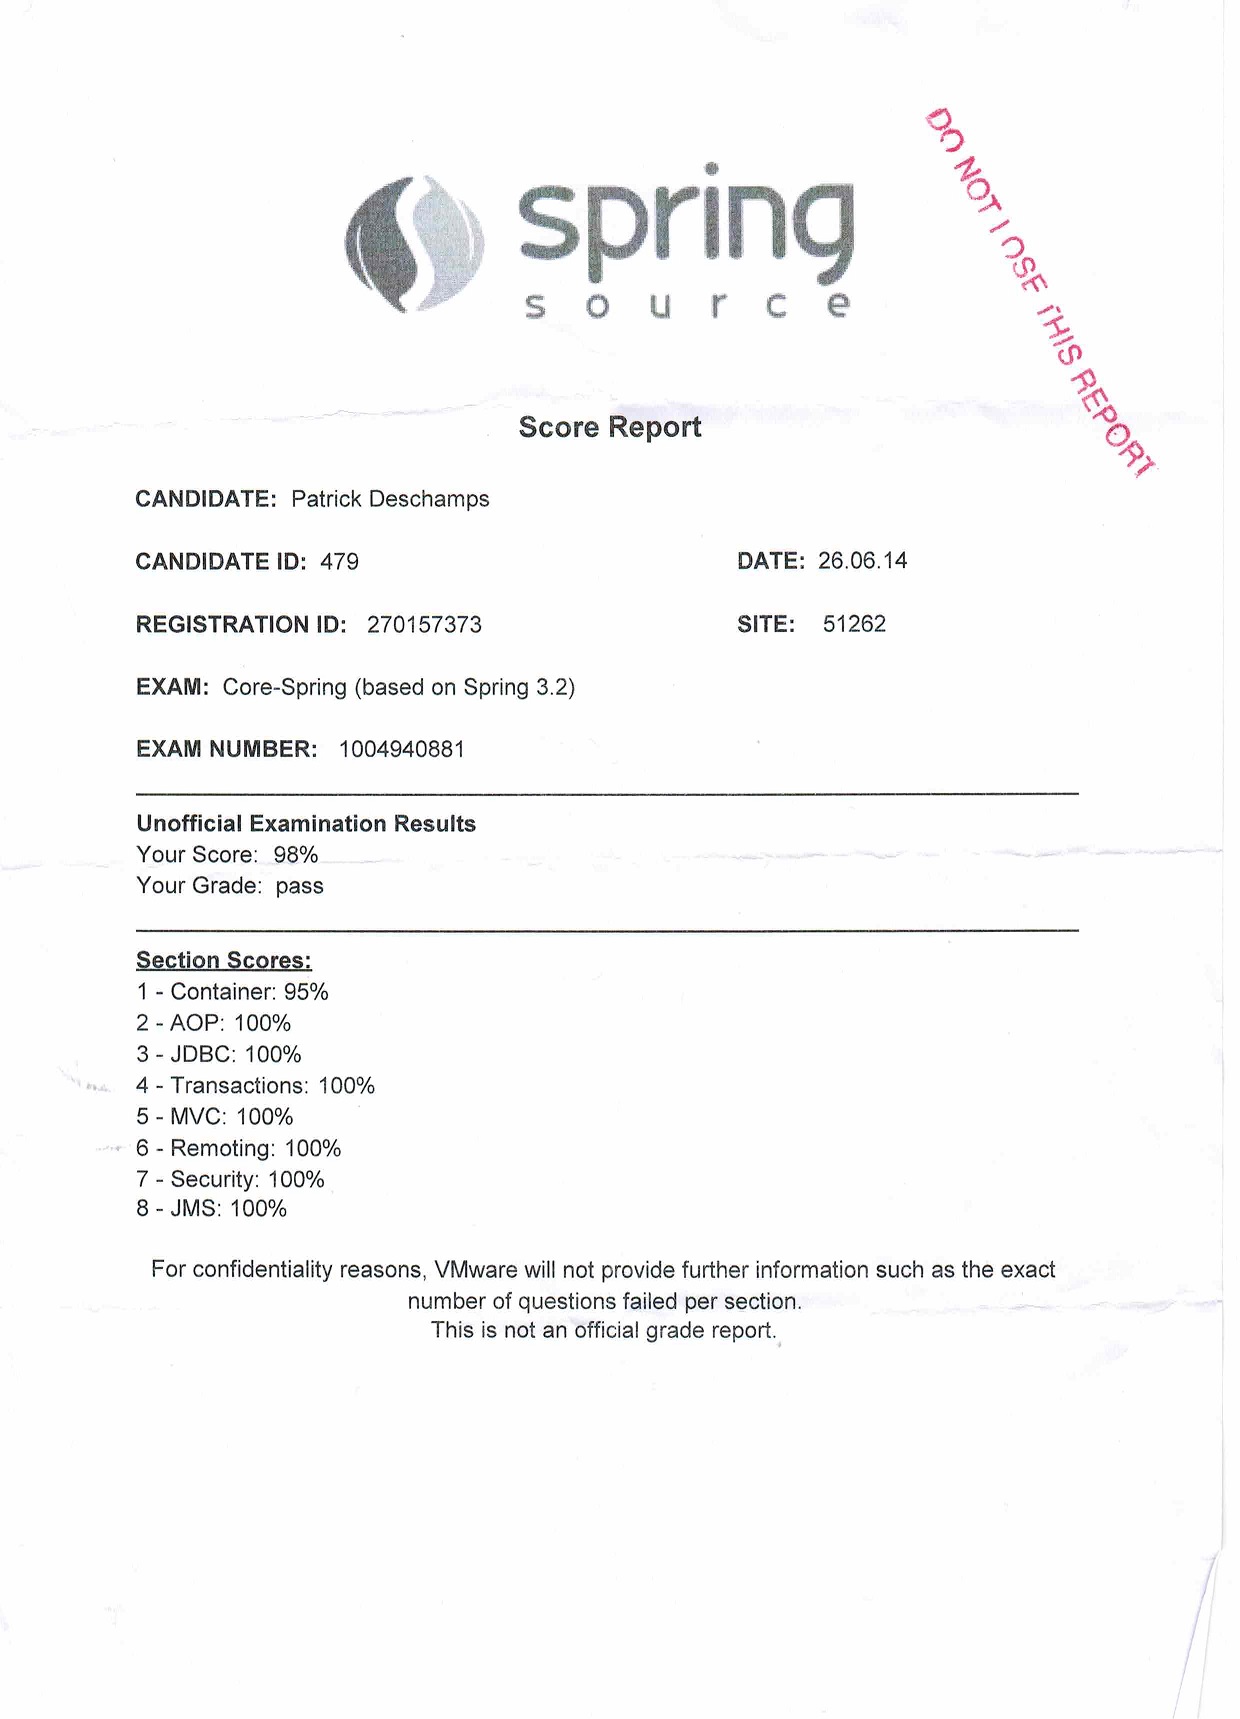 DO NOT LOSE THIS REPORT
spring
source
Score Report
CANDIDATE: Patrick Deschamps
CANDIDATE ID: 479 DATE: 26.06.14
REGISTRATION ID: 270157373 SITE: 51262
EXAM: Core-Spring (based on Spring 3.2)
EXAM NUMBER: 1004940881
Unofficial Examination Results
Your Score: 98%
Your Grade: pass
Section Scores:
1 - Container: 95%
2 - AOP: 100%
3 - JDBC: 100%
4 - Transactions: 100%
5 - MVC: 100%
6 - Remoting: 100%
7 - Security: 100%
8 - JMS: 100%
For confidentiality reasons, VMware will not provide further information such as the exact
number of questions failed per section.
This is not an official grade report.